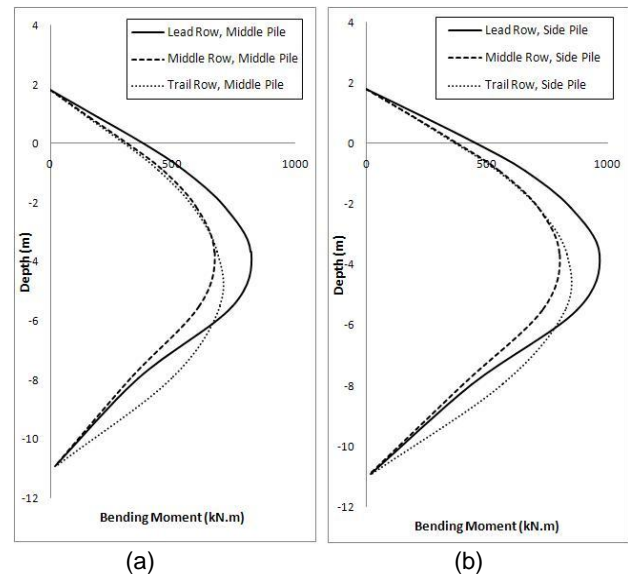 4
Lead Row, Middle Pile
Middle Row, Middle Pile
Trail Row, Middle Pile
2
0
0
500
1000
-2
-4
-6
-8
-10
-12
Depth (m)
Bending Moment (kN.m)
(a)
4
Lead Row, Side Pile
Middle Row, Side Pile
Trail Row, Side Pile
2
0
0
500
1000
-2
-4
-6
-8
-10
-12
Depth (m)
Bending Moment (kN.m)
(b)